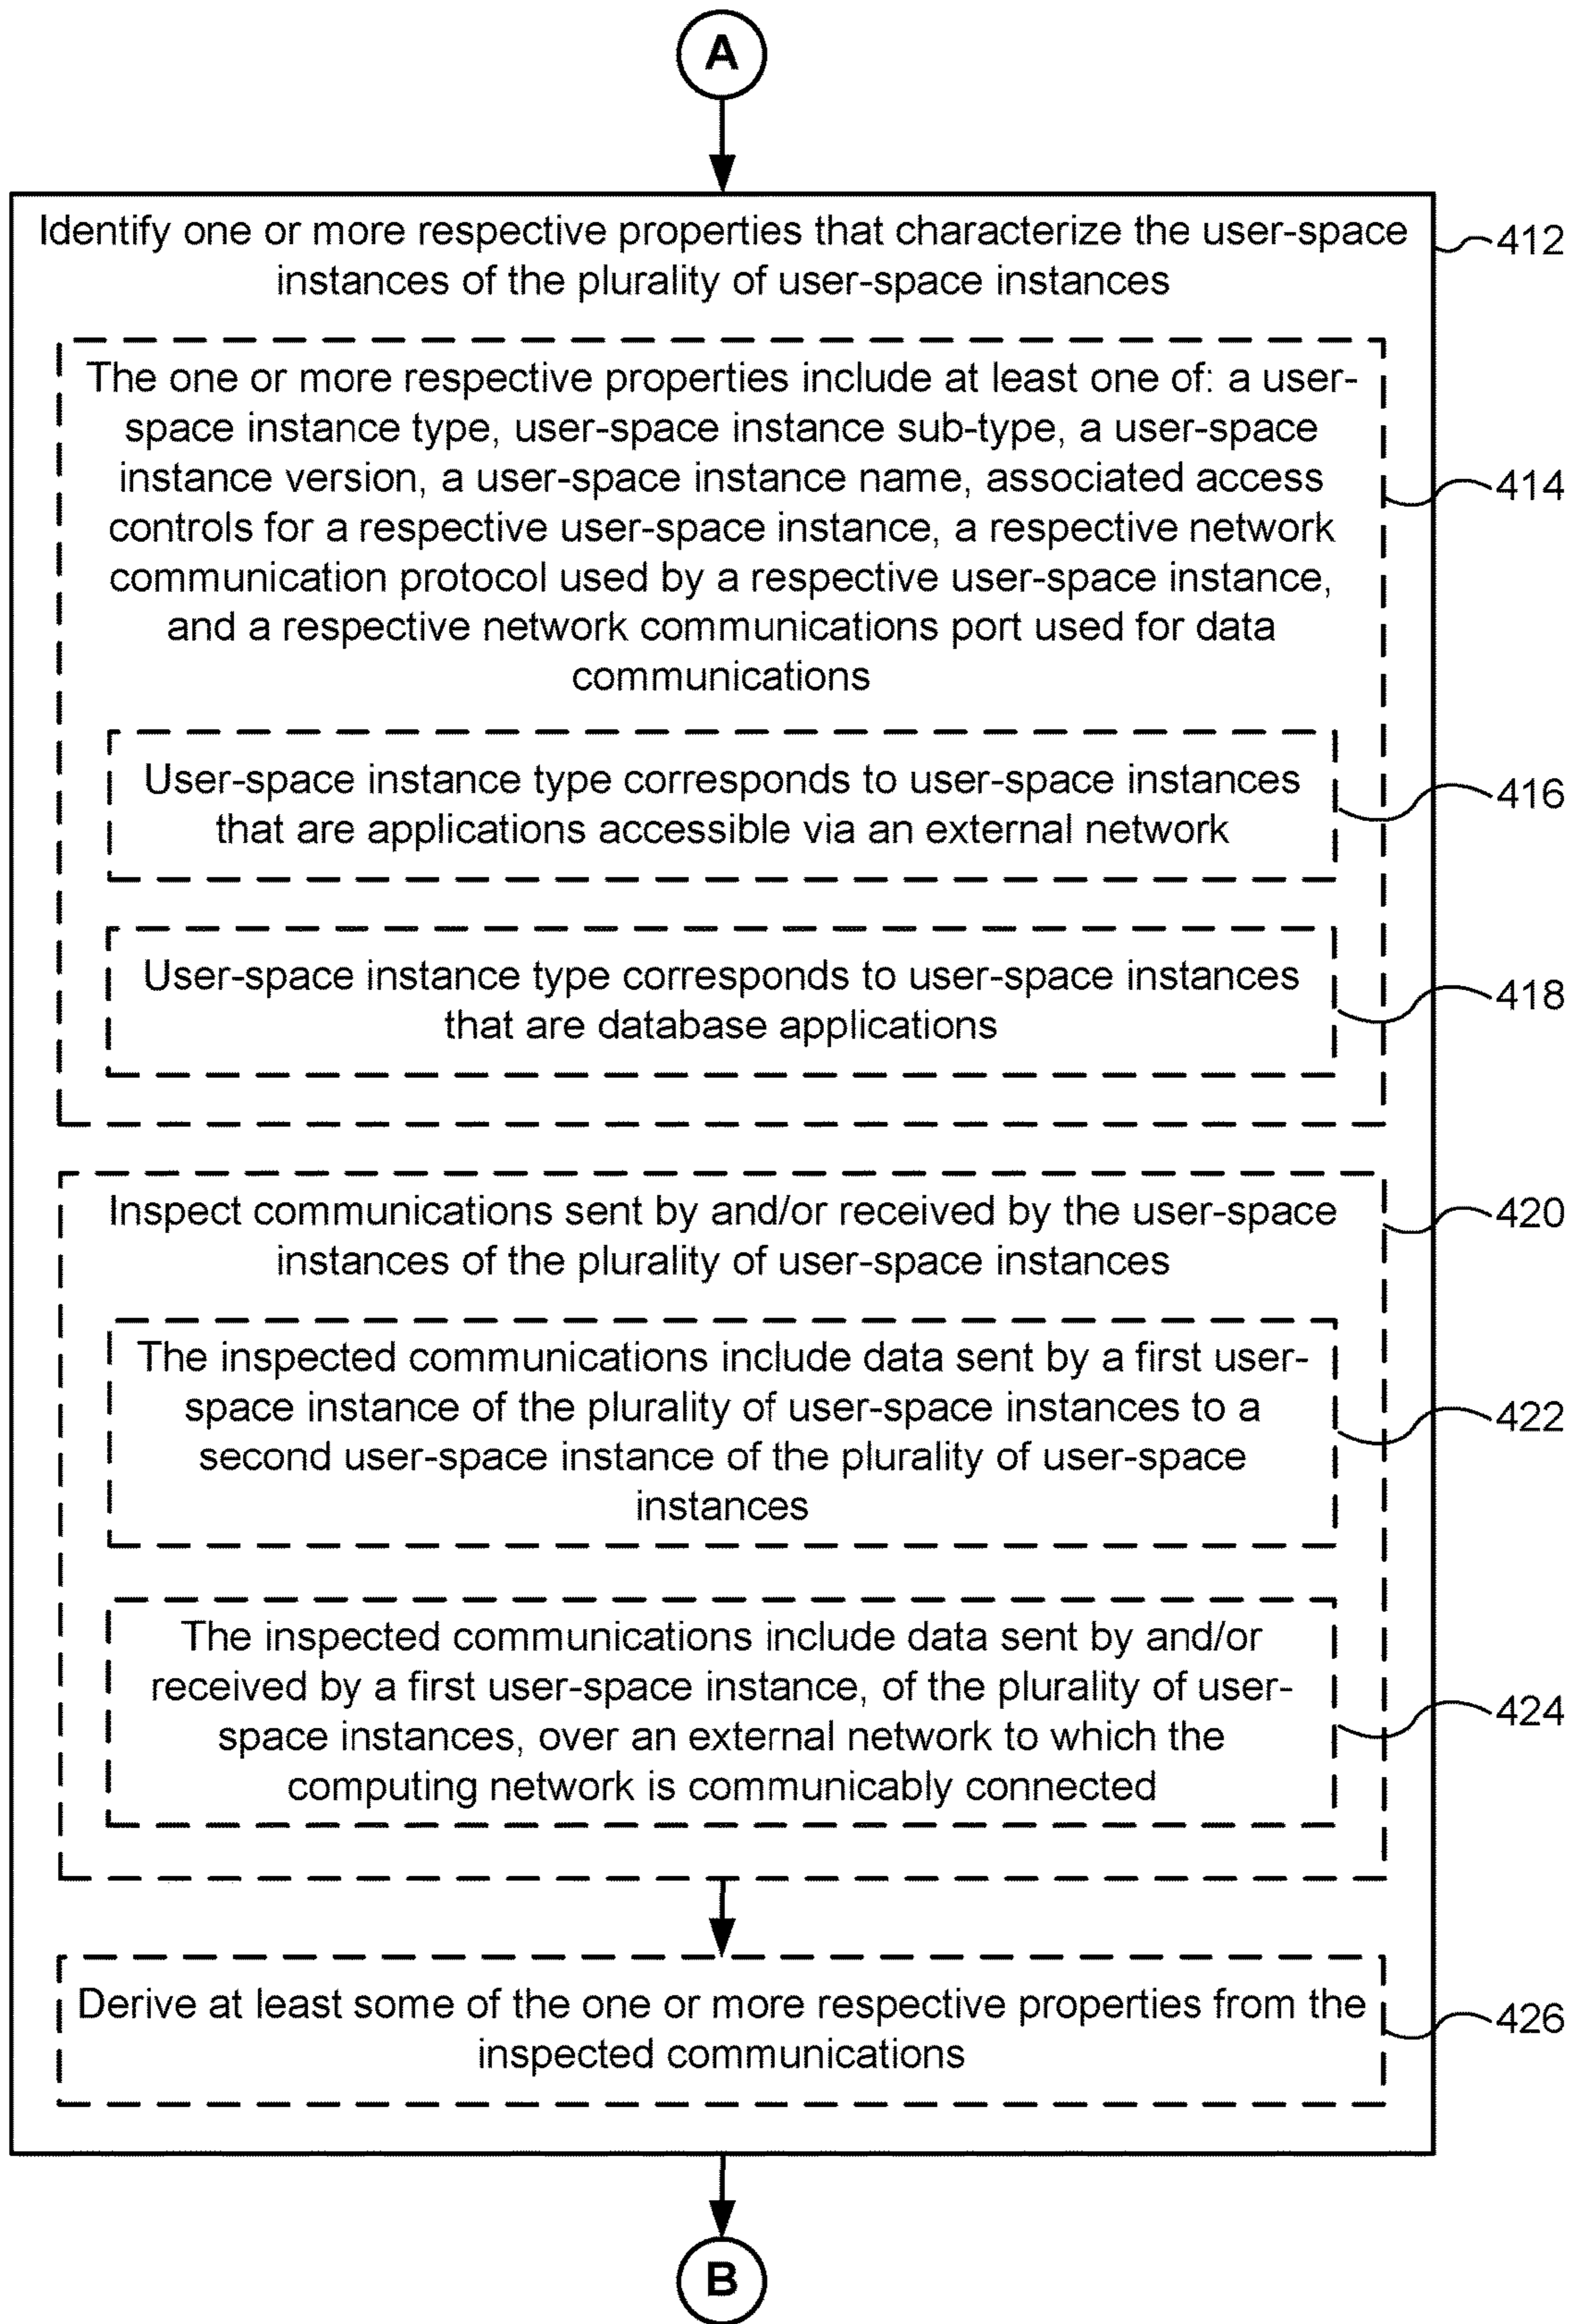 A
Identify one or more respective properties that characterize the user-space
instances of the plurality of user-space instances
412
The one or more respective properties include at least one of: a user-
space instance type, user-space instance sub-type, a user-space
instance version, a user-space instance name, associated access
414
controls for a respective user-space instance, a respective network
communication protocol used by a respective user-space instance,
and a respective network communications port used for data
communications
User-space instance type corresponds to user-space instances
that are applications accessible via an external network
416
User-space instance type corresponds to user-space instances
that are database applications
418
Inspect communications sent by and/or received by the user-space
instances of the plurality of user-space instances
420
The inspected communications include data sent by a first user-
space instance of the plurality of user-space instances to a
second user-space instance of the plurality of user-space
instances
422
The inspected communications include data sent by and/or
received by a first user-space instance, of the plurality of user-
space instances, over an external network to which the
computing network is communicably connected
424
Derive at least some of the one or more respective properties from the
inspected communications
426
B